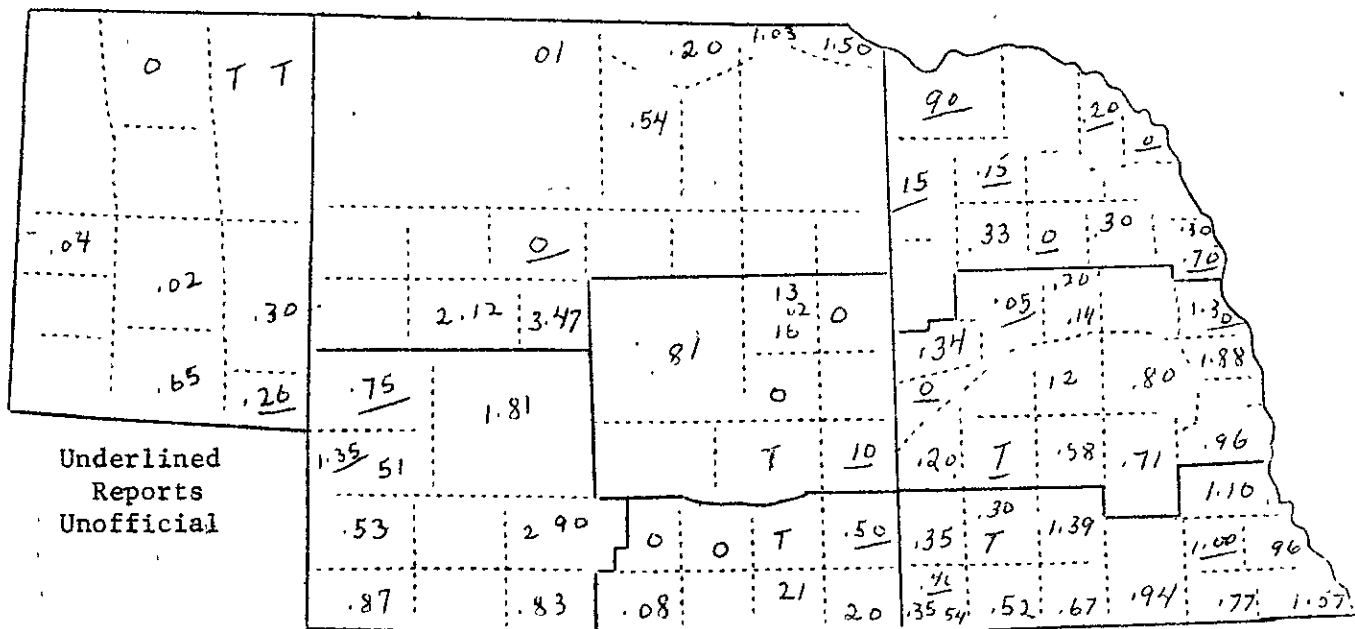 0 T T 01 .20 1.03 1.50
90 20 0
.54
15 .15
.04 0 .33 0 .30 .30
.70
.02 .30 2.12 3.47 13 .02 16 0 .05 .20 .14 1.30
.81 .34
.65 .26 .75 1.81 0 0 12 .80 1.88
1.35 51 T 10 .20 T .58 .71 .96
Underlined
Reports
Unofficial
.53 2 90 0 0 T .50 .35 .30 T 1.39 1.10
1.00 96
.87 .83 .08 21 20 .35 54 .52 .67 .94 .77 1.57